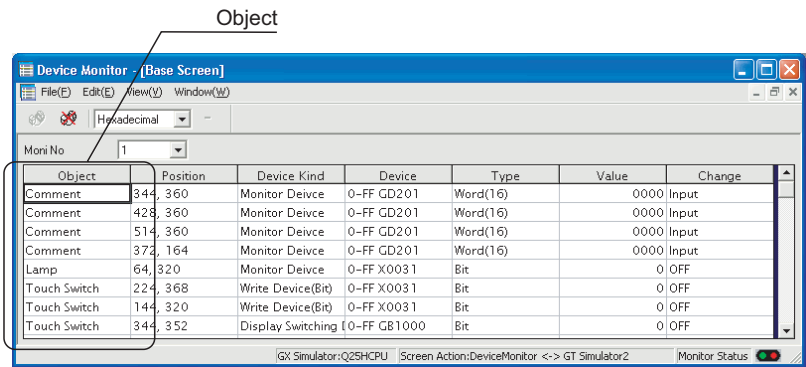 Object
Device Monitor - [Base Screen]
File(F) Edit(E) View(V) Window(W)
Hexadecimal
Moni No 1
Object Position Device Kind Device Type Value Change
Comment 344, 360 Monitor Deivce 0-FF GD201 Word(16) 0000 Input
Comment 428, 360 Monitor Deivce 0-FF GD201 Word(16) 0000 Input
Comment 514, 360 Monitor Deivce 0-FF GD201 Word(16) 0000 Input
Comment 372, 164 Monitor Deivce 0-FF GD201 Word(16) 0000 Input
Lamp 64, 320 Monitor Deivce 0-FF X0031 Bit 0 OFF
Touch Switch 224, 368 Write Device(Bit) 0-FF X0031 Bit 0 OFF
Touch Switch 144, 320 Write Device(Bit) 0-FF X0031 Bit 0 OFF
Touch Switch 344, 352 Display Switching 0-FF GB1000 Bit 0 OFF
GX Simulator:Q25HCPU Screen Action:DeviceMonitor <-> GT Simulator2 Monitor Status